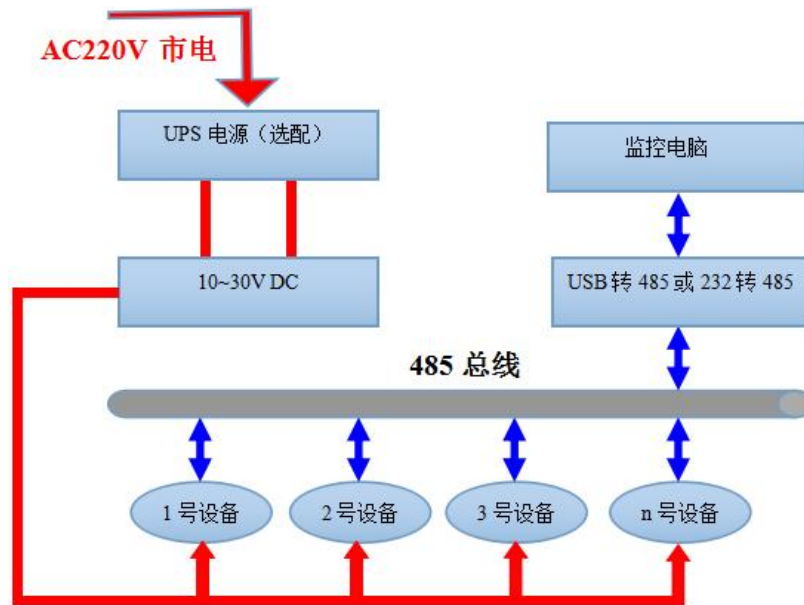 AC220V 市电
UPS 电源（选配）
监控电脑
10~30V DC
USB 转 485 或 232 转 485
485 总线
1 号设备
2 号设备
3 号设备
n 号设备